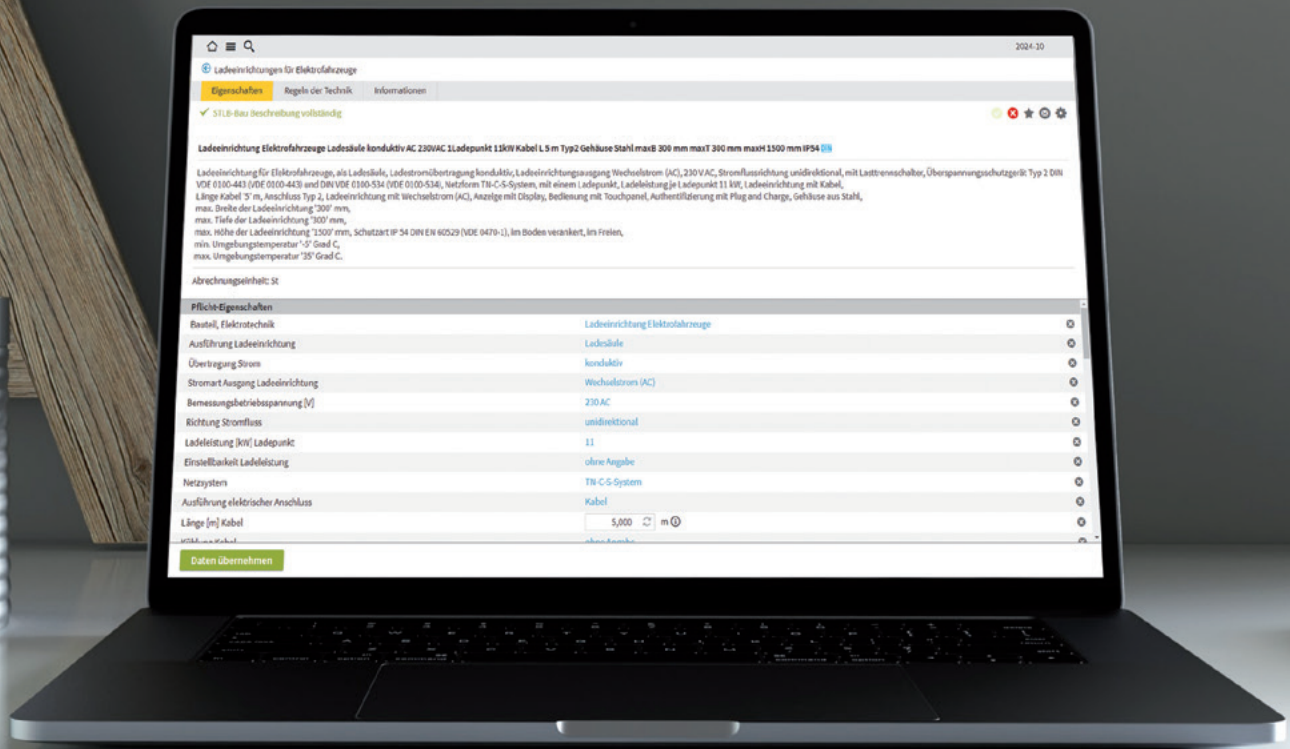 2024-10
Ladeeinrichtungen für Elektrofahrzeuge
Eigenschaften Regeln der Technik Informationen
STLB-Bau Beschreibung vollständig
Ladeeinrichtung Elektrofahrzeuge Ladesäule konduktiv AC 230VAC 1Ladepunkt 11kW Kabel L 5 m Typ2 Gehäuse Stahl maxB 300 mm maxT 300 mm maxH 1500 mm IP54 DIN
Ladeeinrichtung für Elektrofahrzeuge, als Ladesäule, Ladestromübertragung konduktiv, Ladeeinrichtungsausgang Wechselstrom (AC), 230 V AC, Stromflussrichtung unidirektional, mit Lasttrennschalter, Überspannungsschutzgerät Typ 2 DIN
VDE 0100-443 (VDE 0100-443) und DIN VDE 0100-534 (VDE 0100-534), Netzform TN-C-S-System, mit einem Ladepunkt, Ladeleistung je Ladepunkt 11 kW, Ladeeinrichtung mit Kabel,
Länge Kabel '5' m, Anschluss Typ 2, Ladeeinrichtung mit Wechselstrom (AC), Anzeige mit Display, Bedienung mit Touchpanel, Authentifizierung mit Plug and Charge, Gehäuse aus Stahl,
max. Breite der Ladeeinrichtung '300' mm,
max. Tiefe der Ladeeinrichtung '300' mm,
max. Höhe der Ladeeinrichtung '1500' mm, Schutzart IP 54 DIN EN 60529 (VDE 0470-1), im Boden verankert, im Freien,
min. Umgebungstemperatur '-5' Grad C,
max. Umgebungstemperatur '35' Grad C.
Abrechnungseinheit: St
Pflicht-Eigenschaften
Bauteil, Elektrotechnik Ladeeinrichtung Elektrofahrzeuge
Ausführung Ladeeinrichtung Ladesäule
Übertragung Strom konduktiv
Stromart Ausgang Ladeeinrichtung Wechselstrom (AC)
Bemessungsbetriebsspannung [V] 230 AC
Richtung Stromfluss unidirektional
Ladeleistung [kW] Ladepunkt 11
Einstellbarkeit Ladeleistung ohne Angabe
Netzsystem TN-C-S-System
Ausführung elektrischer Anschluss Kabel
Länge [m] Kabel 5,000 m
Kühlung Kabel ohne Angabe
Daten übernehmen